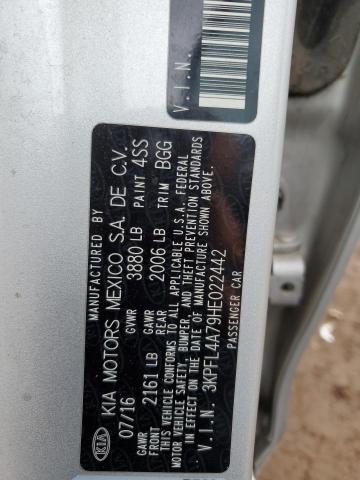 V.I.N.
MANUFACTURED BY
KIA KIA MOTORS MEXICO S.A. DE C.V.
07/16 GVWR 3880 LB PAINT 4SS
GAWR FRONT 2161 LB GAWR REAR 2006 LB TRIM BGG
THIS VEHICLE CONFORMS TO ALL APPLICABLE U.S.A. FEDERAL
MOTOR VEHICLE SAFETY, BUMPER, AND THEFT PREVENTION STANDARDS
IN EFFECT ON THE DATE OF MANUFACTURE SHOWN ABOVE.
V.I.N. 3KPFL4A79HE022442
PASSENGER CAR